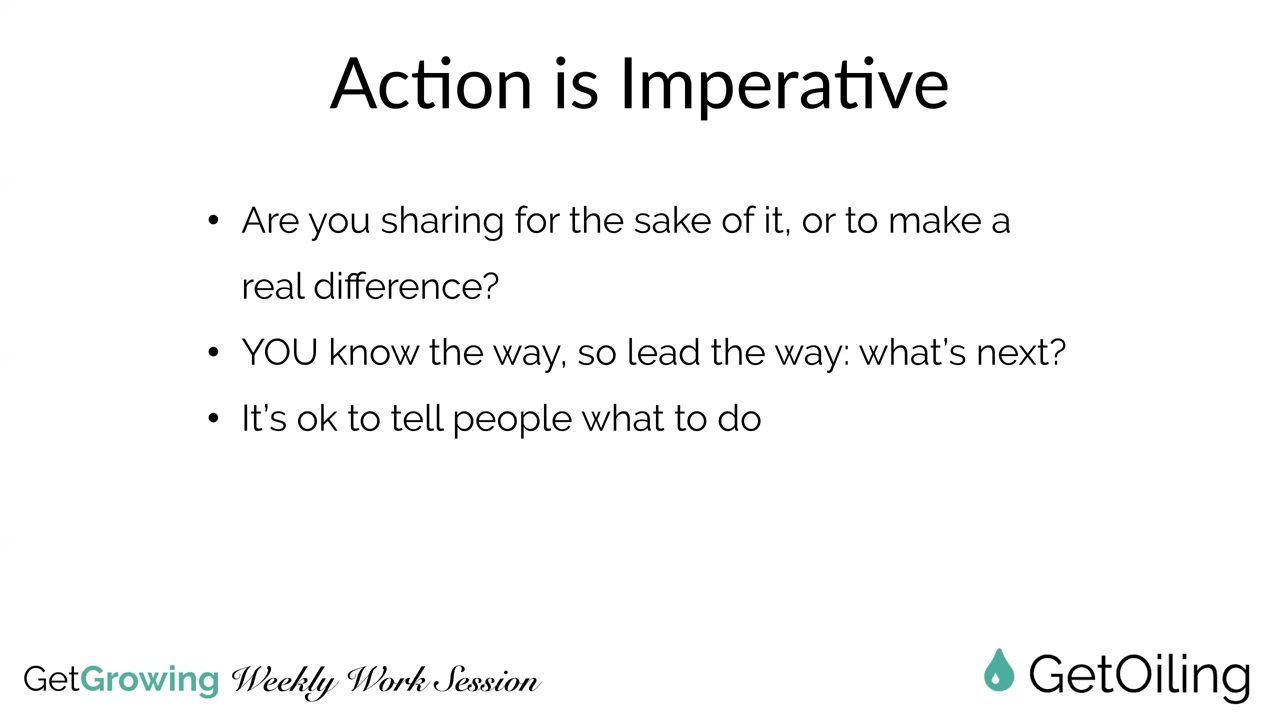 Action is Imperative
• Are you sharing for the sake of it, or to make a
real difference?
• YOU know the way, so lead the way: what's next?
• It's ok to tell people what to do
GetGrowing Weekly Work Session
GetOiling